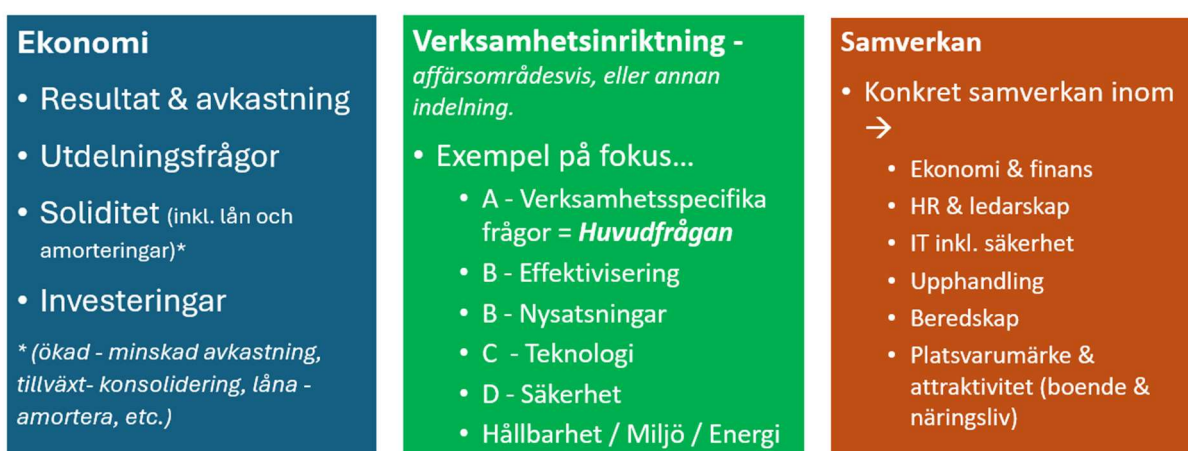 Ekonomi
• Resultat & avkastning
• Utdelningsfrågor
• Soliditet (inkl. lån och
amorteringar)*
• Investeringar
* (ökad - minskad avkastning,
tillväxt- konsolidering, låna -
amortera, etc.)
Verksamhetsinriktning -
affärsområdesvis, eller annan
indelning.
• Exempel på fokus...
• A - Verksamhetsspecifika
frågor = Huvudfrågan
• B - Effektivisering
• B - Nysatsningar
• C - Teknologi
• D - Säkerhet
• Hållbarhet / Miljö / Energi
Samverkan
• Konkret samverkan inom
→
• Ekonomi & finans
• HR & ledarskap
• IT inkl. säkerhet
• Upphandling
• Beredskap
• Platsvarumärke &
attraktivitet (boende &
näringsliv)